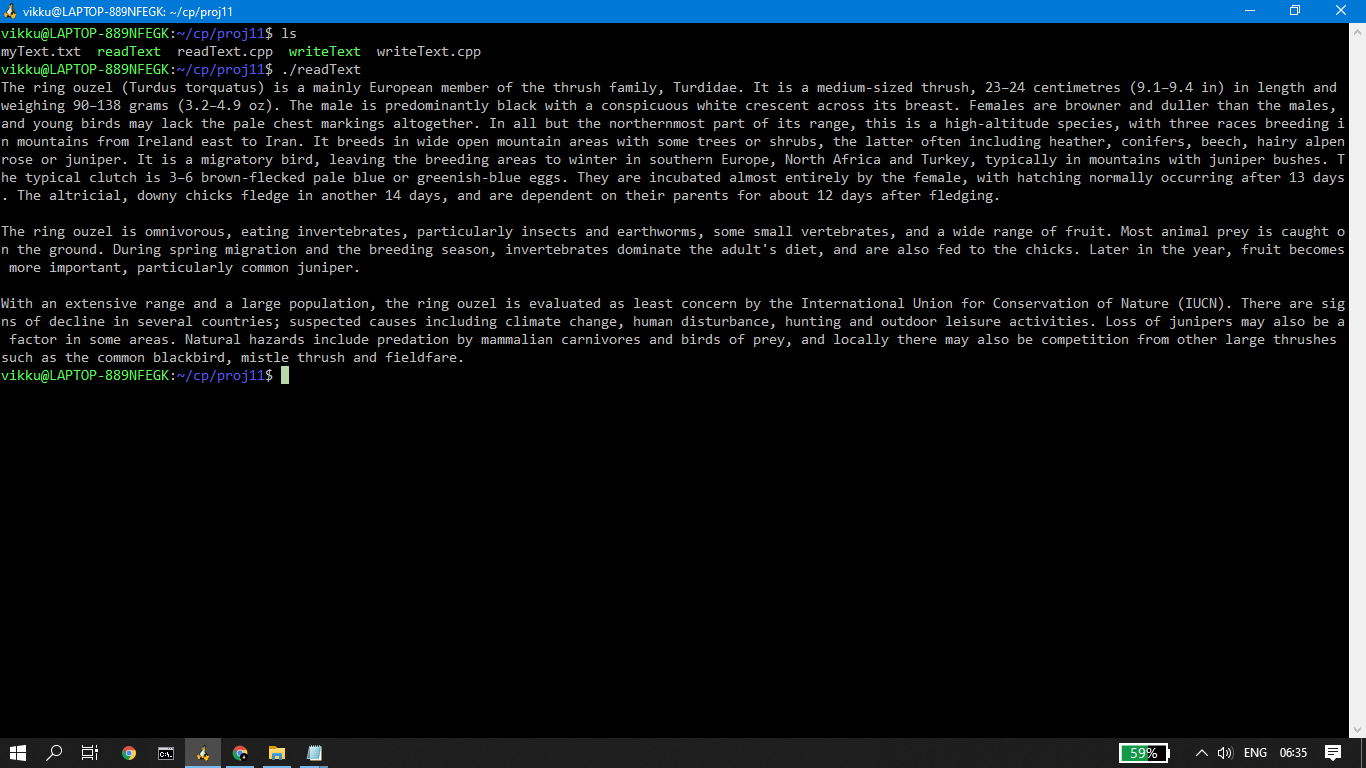 vikku@LAPTOP-889NFEGK: ~/cp/proj11
vikku@LAPTOP-889NFEGK:~/cp/proj11$ ls
myText.txt  readText  readText.cpp  writeText  writeText.cpp
vikku@LAPTOP-889NFEGK:~/cp/proj11$ ./readText
The ring ouzel (Turdus torquatus) is a mainly European member of the thrush family, Turdidae. It is a medium-sized thrush, 23–24 centimetres (9.1–9.4 in) in length and
weighing 90–138 grams (3.2–4.9 oz). The male is predominantly black with a conspicuous white crescent across its breast. Females are browner and duller than the males,
and young birds may lack the pale chest markings altogether. In all but the northernmost part of its range, this is a high-altitude species, with three races breeding i
n mountains from Ireland east to Iran. It breeds in wide open mountain areas with some trees or shrubs, the latter often including heather, conifers, beech, hairy alpen
rose or juniper. It is a migratory bird, leaving the breeding areas to winter in southern Europe, North Africa and Turkey, typically in mountains with juniper bushes. T
he typical clutch is 3–6 brown-flecked pale blue or greenish-blue eggs. They are incubated almost entirely by the female, with hatching normally occurring after 13 days
. The altricial, downy chicks fledge in another 14 days, and are dependent on their parents for about 12 days after fledging.
The ring ouzel is omnivorous, eating invertebrates, particularly insects and earthworms, some small vertebrates, and a wide range of fruit. Most animal prey is caught o
n the ground. During spring migration and the breeding season, invertebrates dominate the adult's diet, and are also fed to the chicks. Later in the year, fruit becomes
 more important, particularly common juniper.
With an extensive range and a large population, the ring ouzel is evaluated as least concern by the International Union for Conservation of Nature (IUCN). There are sig
ns of decline in several countries; suspected causes including climate change, human disturbance, hunting and outdoor leisure activities. Loss of junipers may also be a
 factor in some areas. Natural hazards include predation by mammalian carnivores and birds of prey, and locally there may also be competition from other large thrushes
such as the common blackbird, mistle thrush and fieldfare.
vikku@LAPTOP-889NFEGK:~/cp/proj11$
59% ENG 06:35